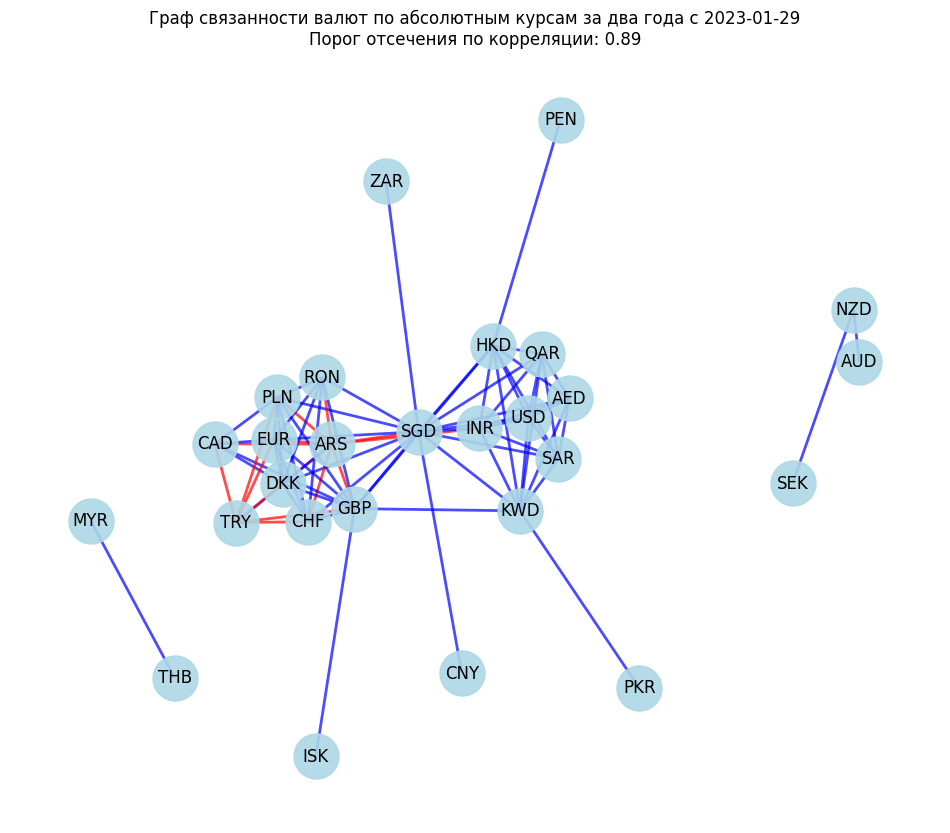 Граф связанности валют по абсолютным курсам за два года с 2023-01-29
Порог отсечения по корреляции: 0.89
PEN
ZAR
NZD
HKD
QAR
AUD
RON
PLN
AED
USD
INR
SGD
EUR
ARS
CAD
SAR
DKK
SEK
GBP
KWD
CHF
TRY
MYR
CNY
THB
PKR
ISK